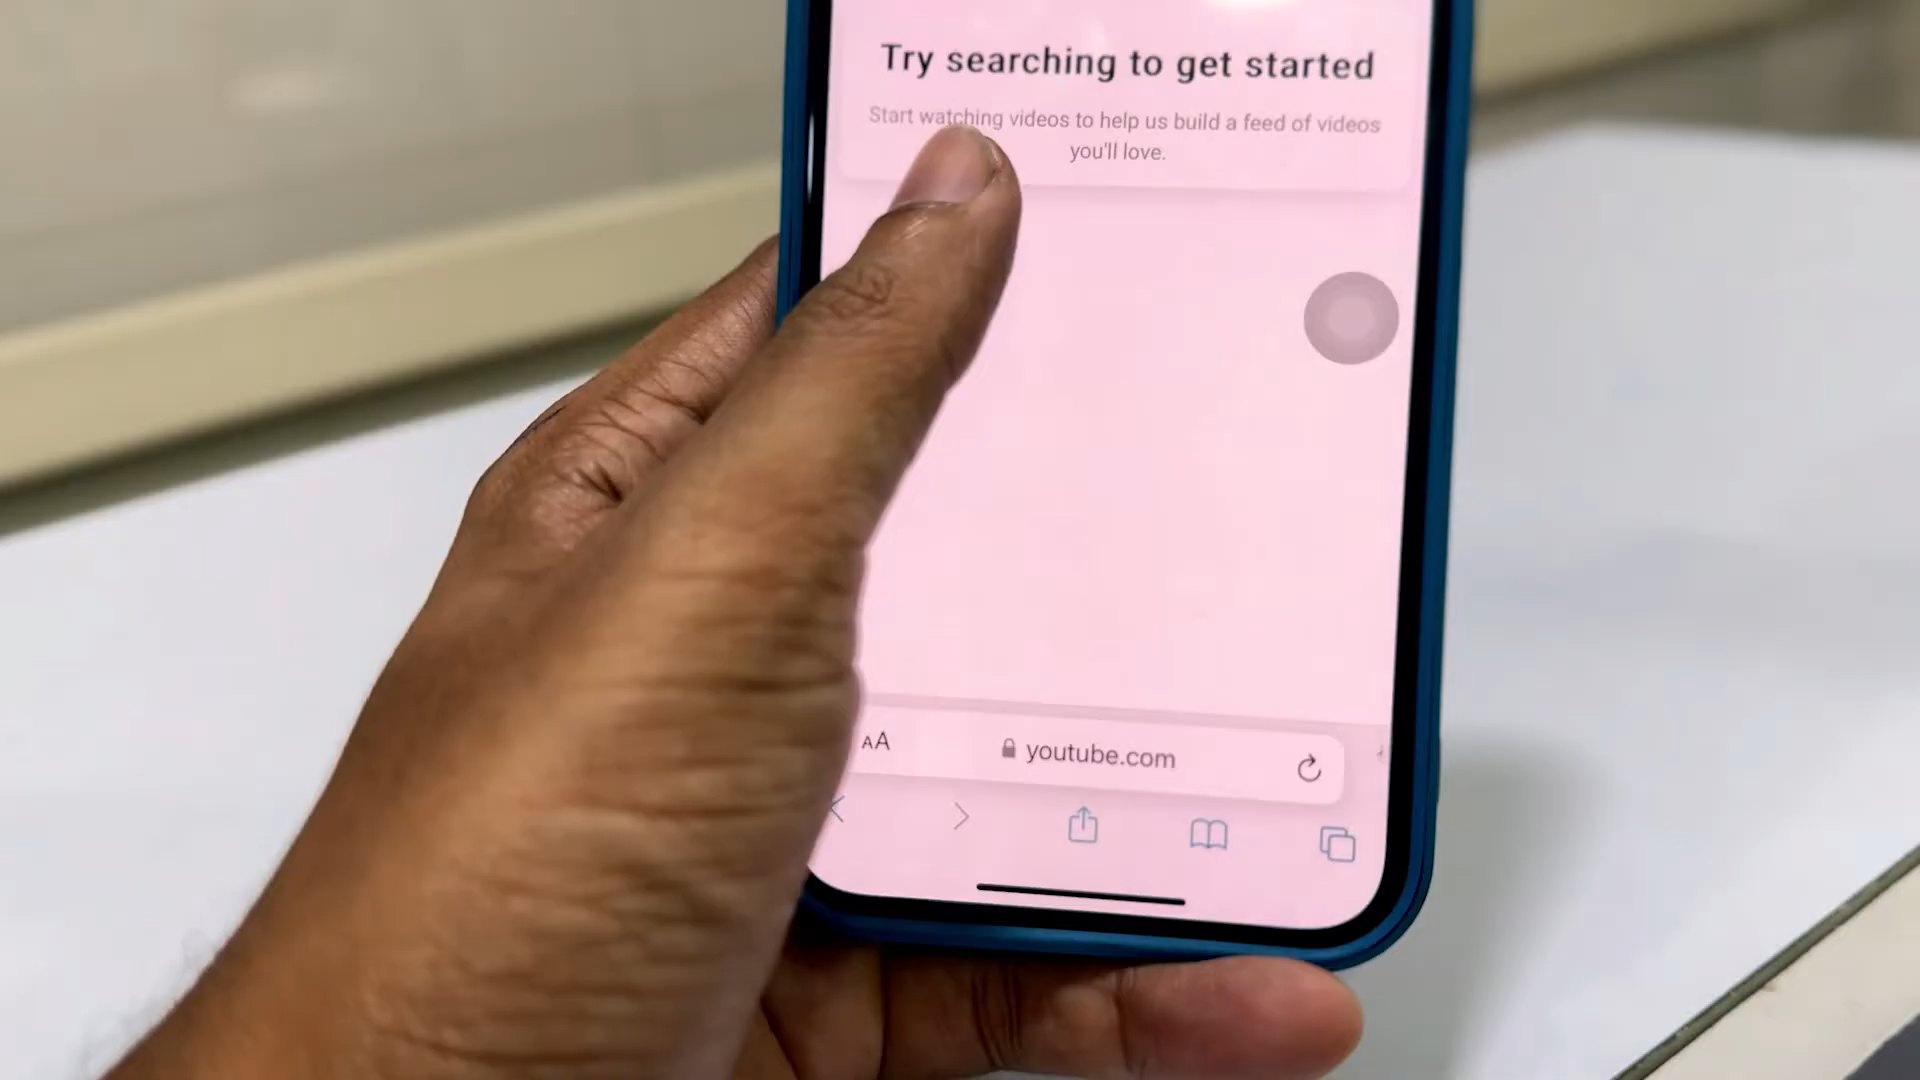 Try searching to get started
Start watching videos to help us build a feed of videos
you'll love.
AA
youtube.com